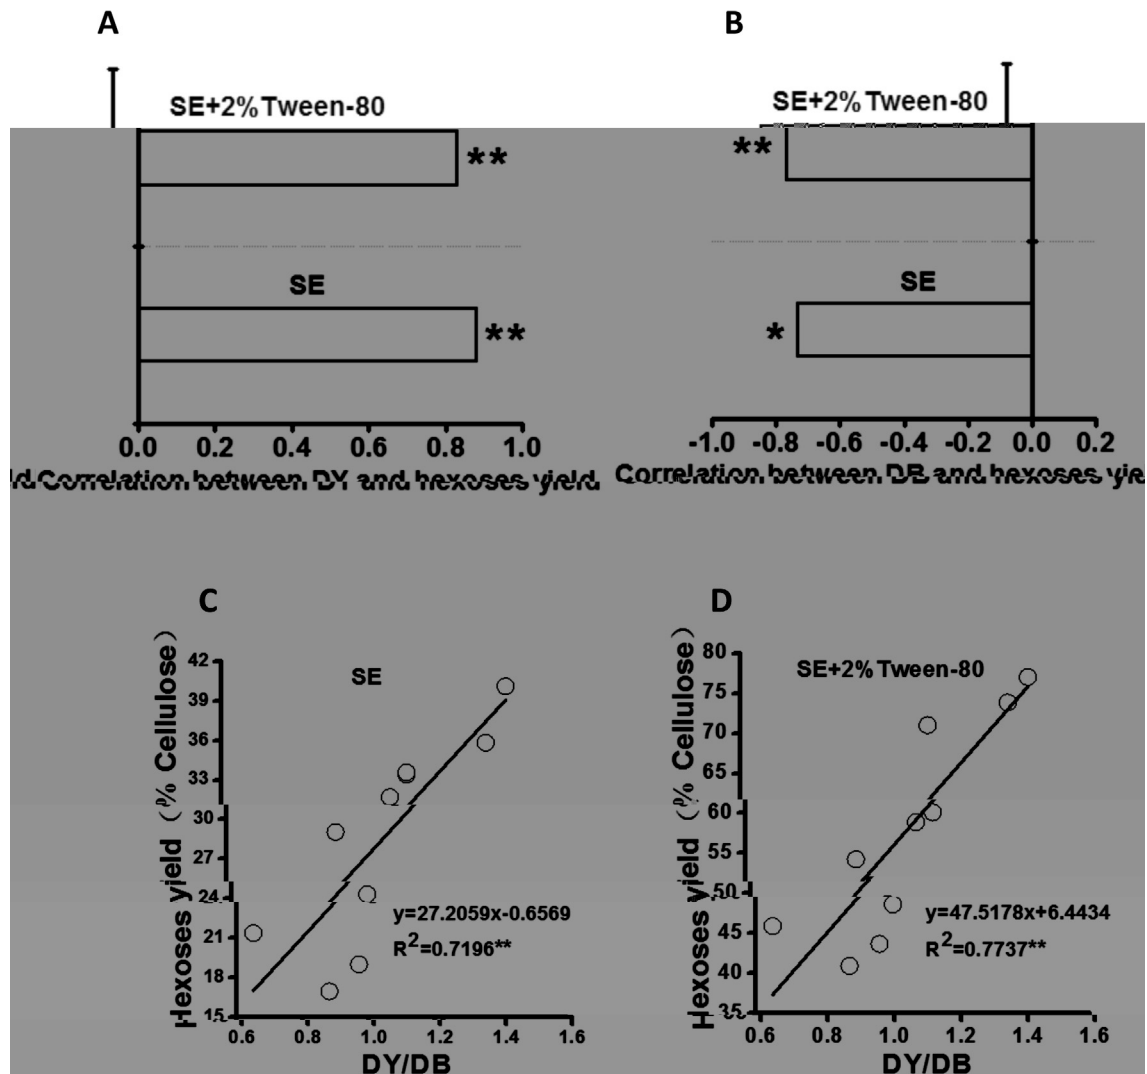 A
B
SE+2%Tween-80
SE+2%Tween-80
**
**
SE
SE
**
*
0.0 0.2 0.4 0.6 0.8 1.0
-1.0 -0.8 -0.6 -0.4 -0.2 0.0 0.2
Correlation between DY and hexoses yield
Correlation between DB and hexoses
C
D
Hexoses yield (% Cellulose)
42
39
36
33
30
27
24
21
18
15
SE
y=27.2059x-0.6569
R²=0.7196**
0.6 0.8 1.0 1.2 1.4 1.6
DY/DB
Hexoses yield (% Cellulose)
80
75
70
65
60
55
50
45
40
35
SE+2%Tween-80
y=47.5178x+6.4434
R²=0.7737**
0.6 0.8 1.0 1.2 1.4 1.6
DY/DB